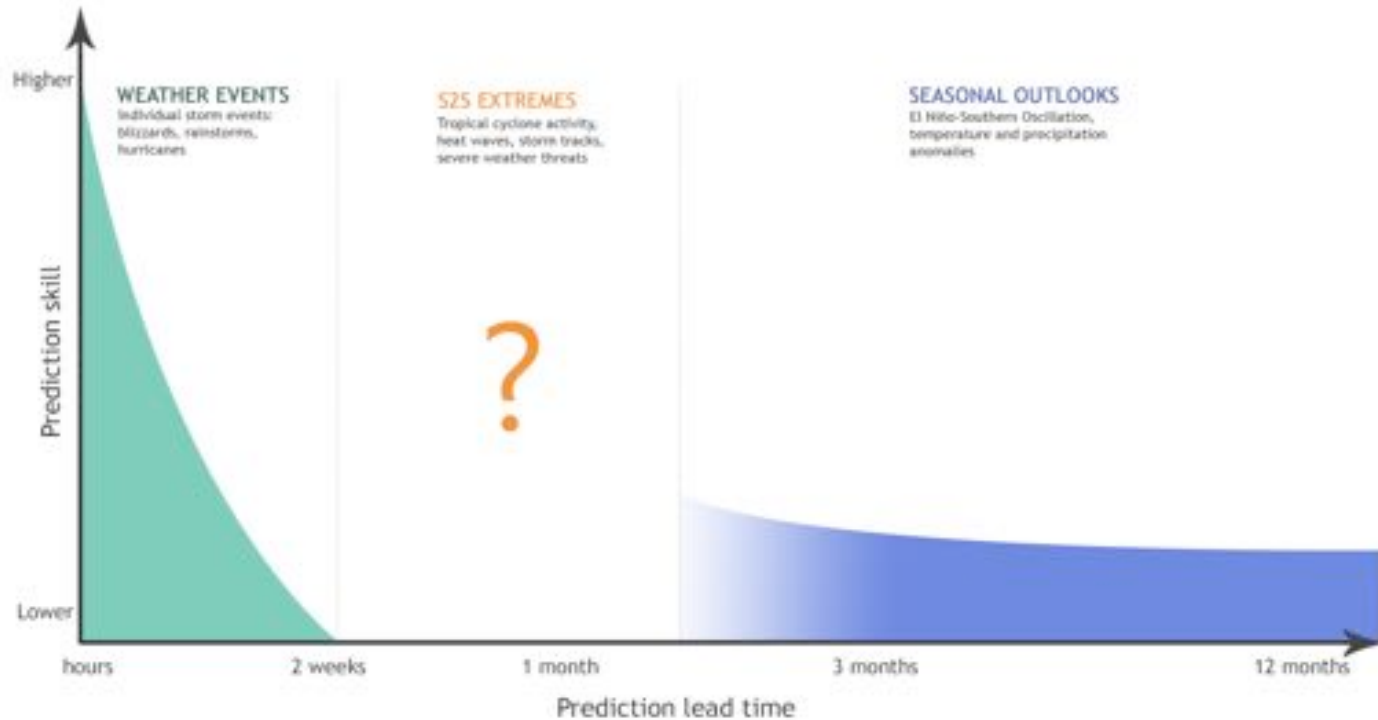 Higher
WEATHER EVENTS
Individual storm events:
blizzards, rainstorms,
hurricanes
S2S EXTREMES
Tropical cyclone activity,
heat waves, storm tracks,
severe weather threats
SEASONAL OUTLOOKS
El Niño-Southern Oscillation,
temperature and precipitation
anomalies
Prediction skill
?
Lower
hours
2 weeks
1 month
3 months
12 months
Prediction lead time